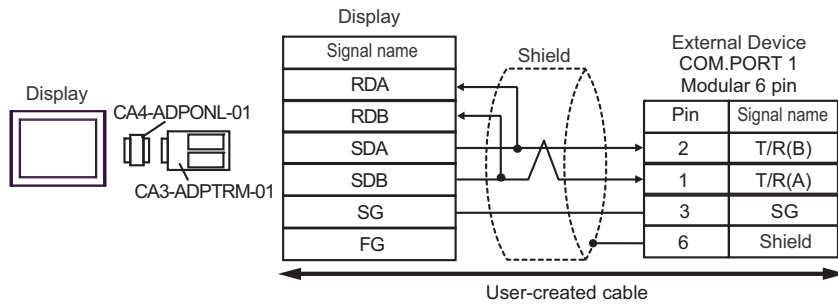 Display
CA4-ADPONL-01
CA3-ADPTRM-01
Display
Signal name
RDA
RDB
SDA
SDB
SG
FG
Shield
External Device
COM.PORT 1
Modular 6 pin
Pin Signal name
2 T/R(B)
1 T/R(A)
3 SG
6 Shield
User-created cable